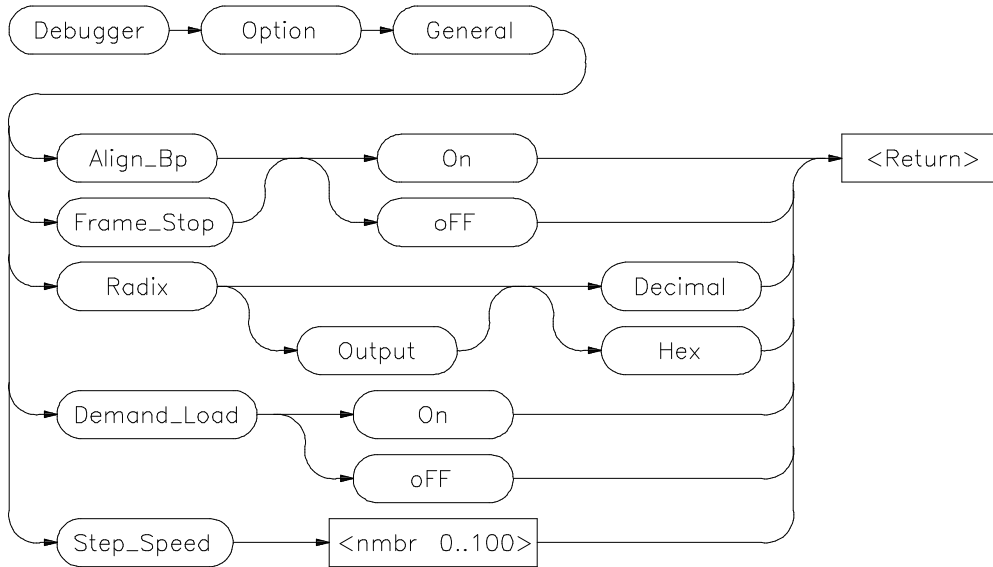 Debugger Option General
Align_Bp On <Return>
Frame_Stop oFF
Radix Decimal
Output Hex
Demand_Load On
oFF
Step_Speed <nmbr 0..100>